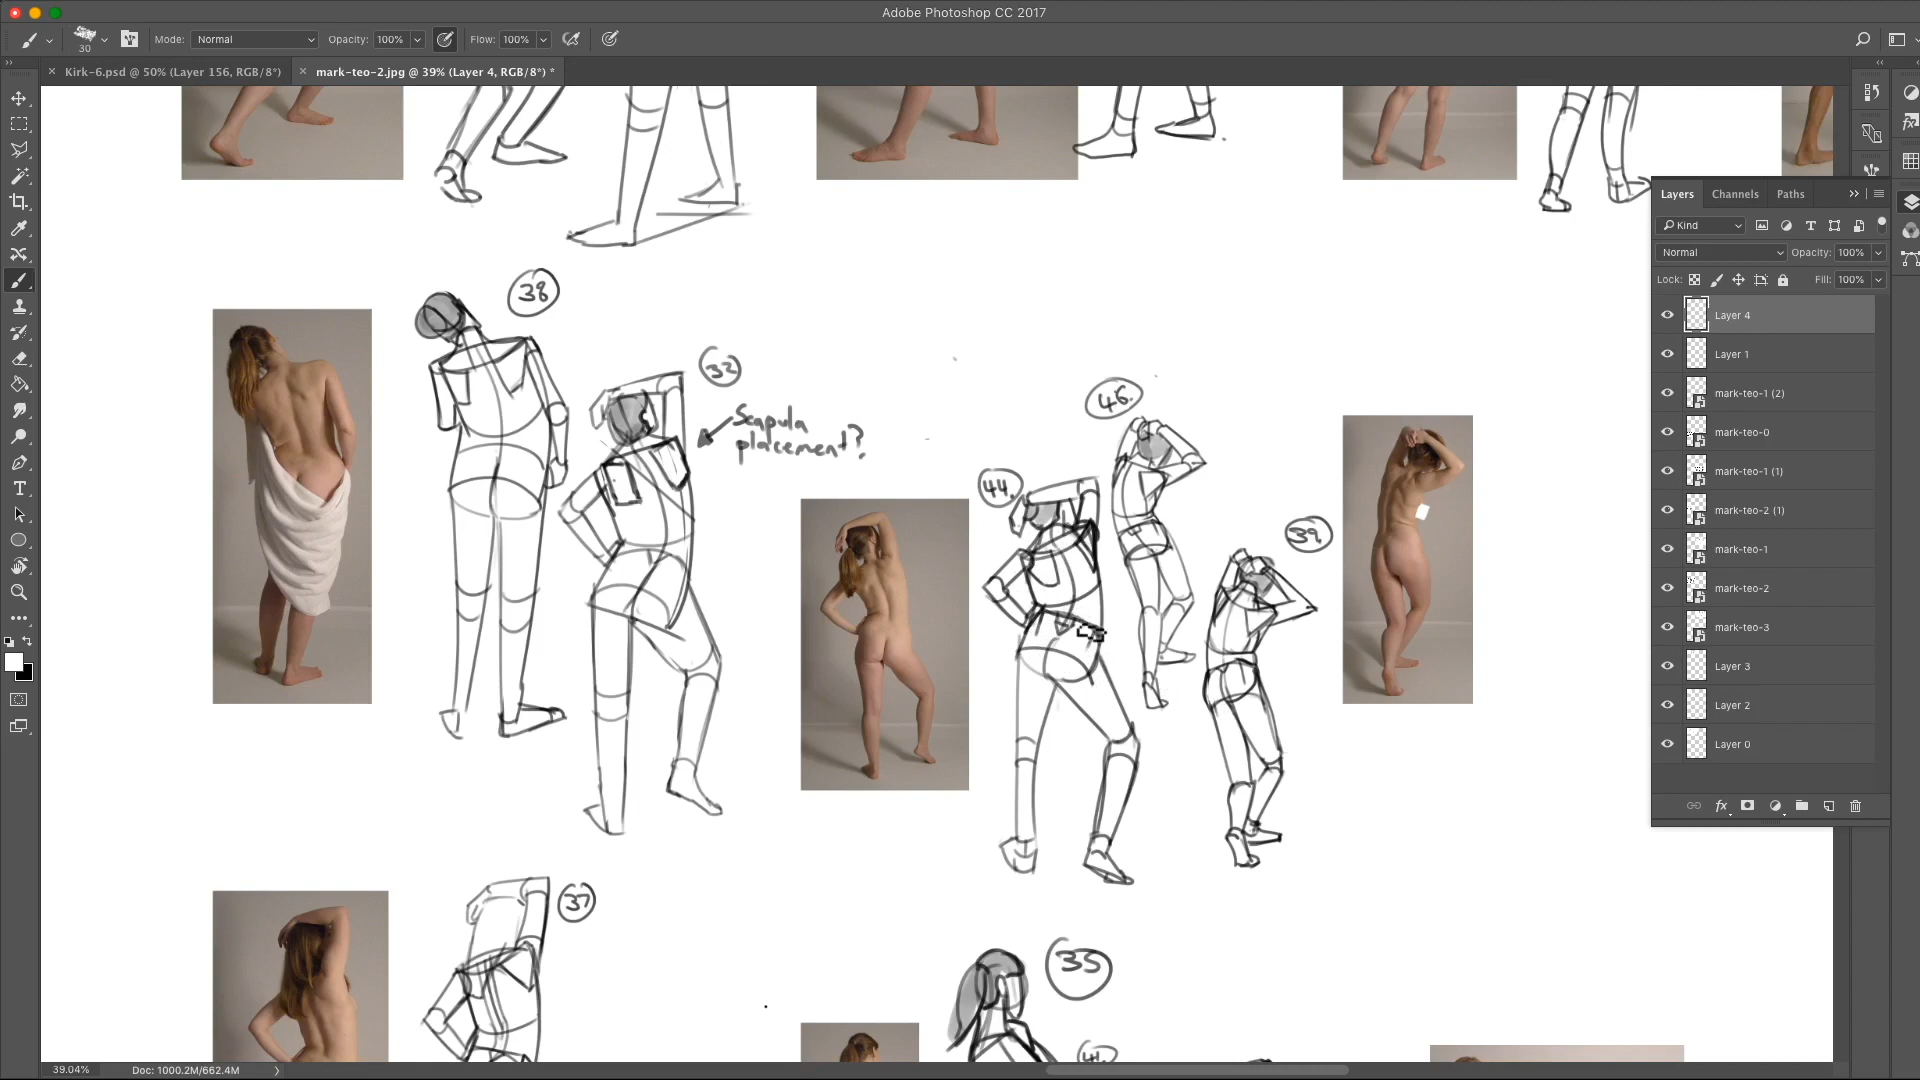 Adobe Photoshop CC 2017
30
Mode: Normal
Opacity: 100%
Flow: 100%
Kirk-6.psd @ 50% (Layer 156, RGB/8*)
mark-teo-2.jpg @ 39% (Layer 4, RGB/8*) *
38
32
Scapula
placement?
46.
44.
39.
37
35
41.
Layers
Channels
Paths
Kind
Normal
Opacity: 100%
Lock:
Fill: 100%
Layer 4
Layer 1
mark-teo-1 (2)
mark-teo-0
mark-teo-1 (1)
mark-teo-2 (1)
mark-teo-1
mark-teo-2
mark-teo-3
Layer 3
Layer 2
Layer 0
39.04%
Doc: 1000.2M/662.4M